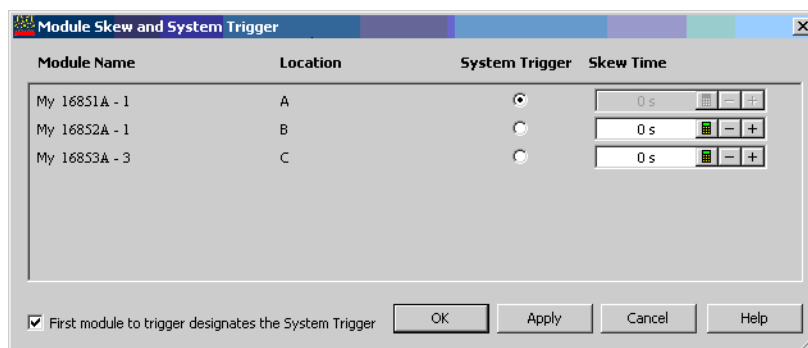 Module Skew and System Trigger
Module Name Location System Trigger Skew Time
My 16851A - 1 A 0 s
My 16852A - 1 B 0 s
My 16853A - 3 C 0 s
First module to trigger designates the System Trigger OK Apply Cancel Help